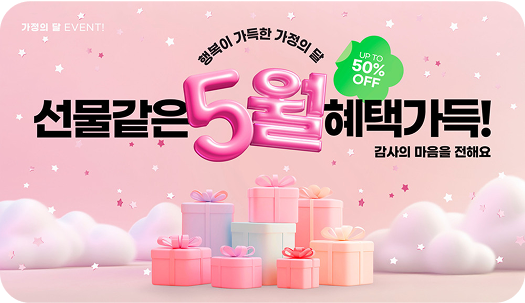 가정의 달 EVENT!
행복이 가득한 가정의 달
UP TO
50%
OFF
선물같은 5월 혜택가득!
감사의 마음을 전해요